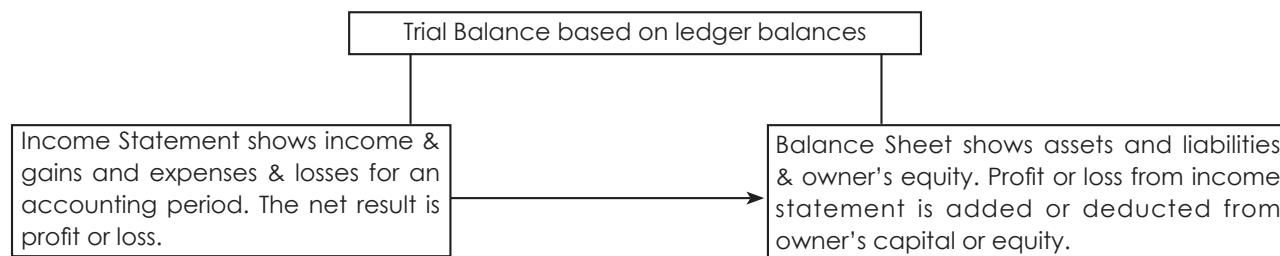 Trial Balance based on ledger balances
Income Statement shows income &
gains and expenses & losses for an
accounting period. The net result is
profit or loss.
Balance Sheet shows assets and liabilities
& owner's equity. Profit or loss from income
statement is added or deducted from
owner's capital or equity.